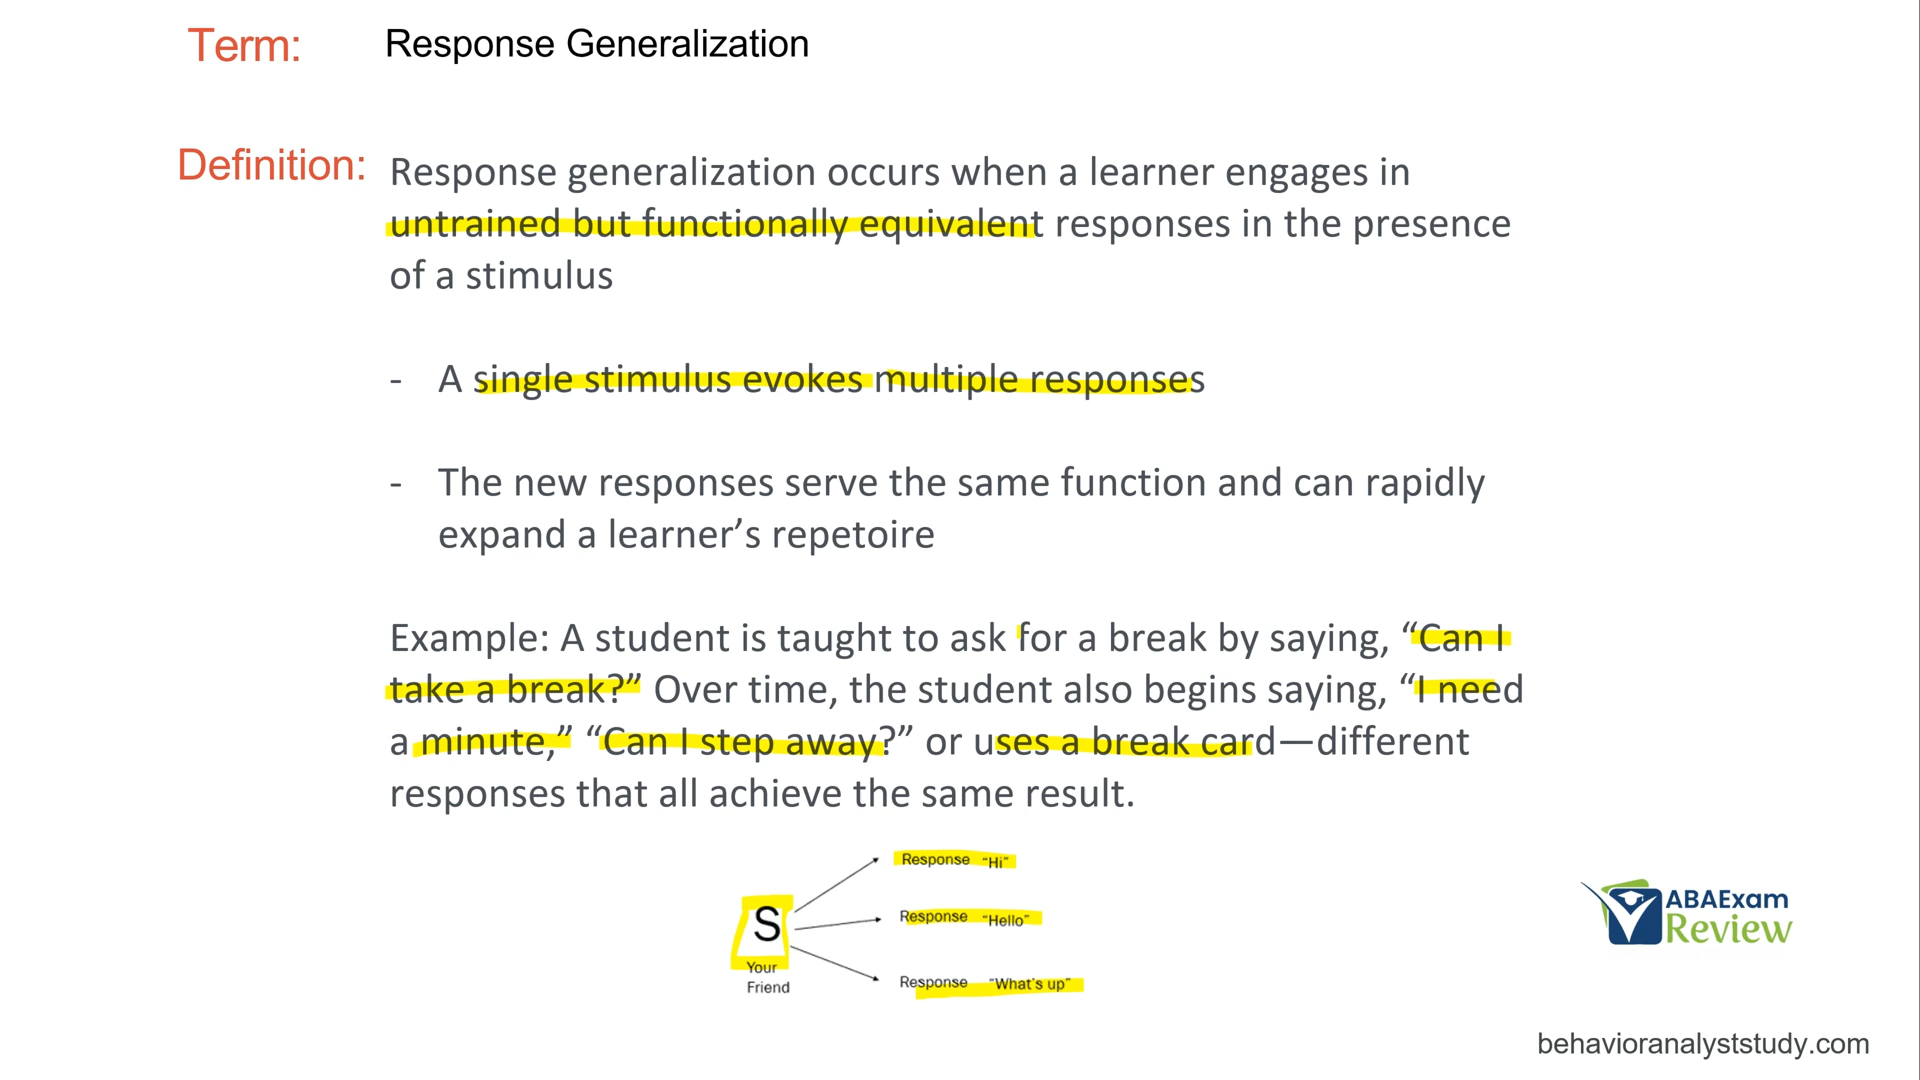 Term: Response Generalization
Definition: Response generalization occurs when a learner engages in
untrained but functionally equivalent responses in the presence
of a stimulus
- A single stimulus evokes multiple responses
- The new responses serve the same function and can rapidly
expand a learner’s repetoire
Example: A student is taught to ask for a break by saying, “Can I
take a break?” Over time, the student also begins saying, “I need
a minute,” “Can I step away?” or uses a break card—different
responses that all achieve the same result.
Response “Hi”
S
Response “Hello”
Your
Friend
Response “What's up”
ABAExam
Review
behavioranalyststudy.com